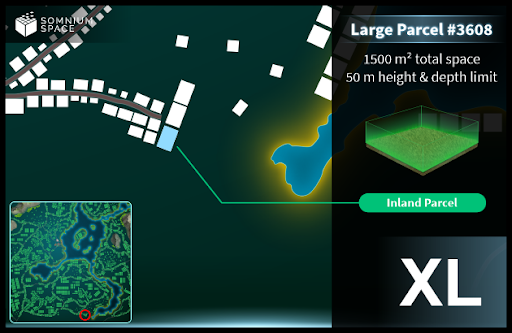 SOMNIUM
SPACE
Large Parcel #3608
1500 m² total space
50 m height & depth limit
Inland Parcel
XL